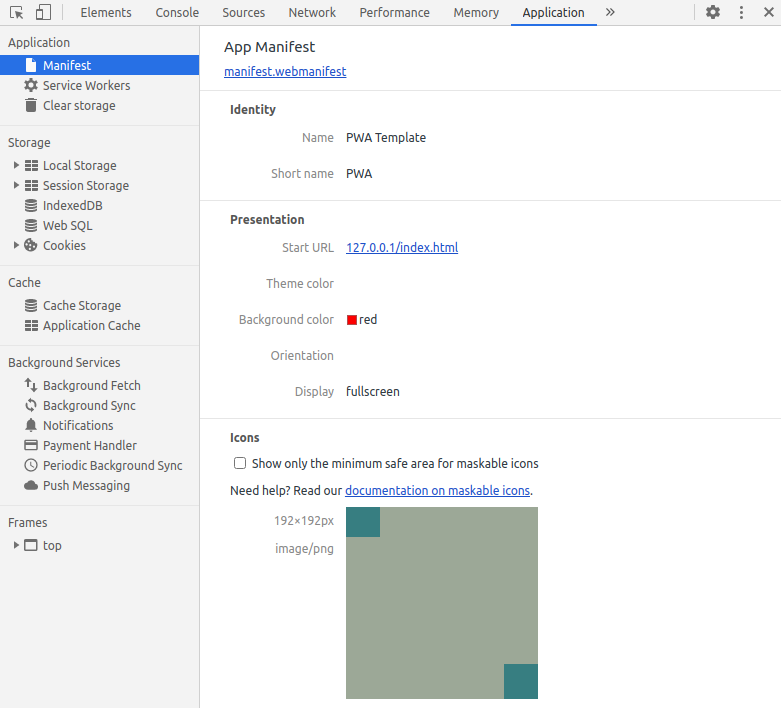 Elements Console Sources Network Performance Memory Application »
Application
Manifest
Service Workers
Clear storage
Storage
Local Storage
Session Storage
IndexedDB
Web SQL
Cookies
Cache
Cache Storage
Application Cache
Background Services
Background Fetch
Background Sync
Notifications
Payment Handler
Periodic Background Sync
Push Messaging
Frames
top
App Manifest
manifest.webmanifest
Identity
Name PWA Template
Short name PWA
Presentation
Start URL 127.0.0.1/index.html
Theme color
Background color red
Orientation
Display fullscreen
Icons
Show only the minimum safe area for maskable icons
Need help? Read our documentation on maskable icons.
192×192px
image/png